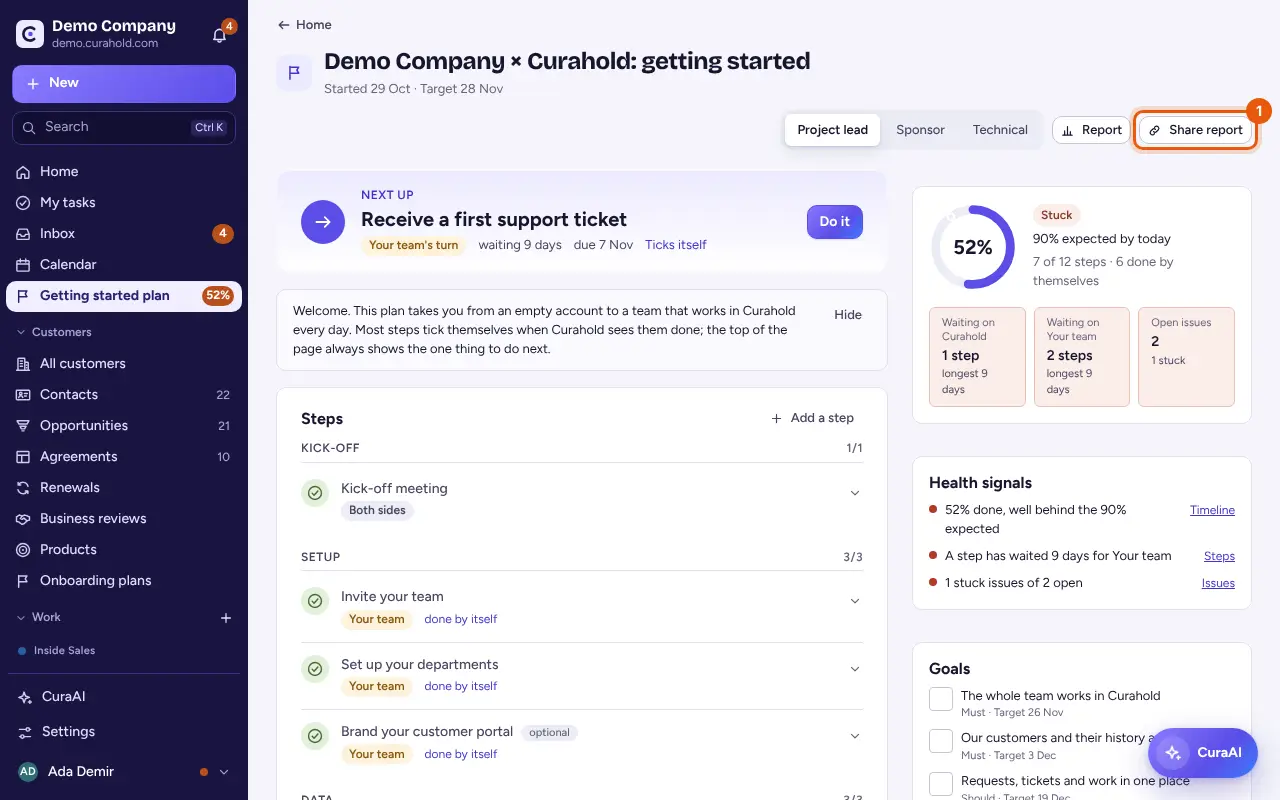 Demo Company
demo.curahold.com
4
New
Search
Ctrl K
Home
My tasks
Inbox
4
Calendar
Getting started plan
52%
Customers
All customers
Contacts
22
Opportunities
21
Agreements
10
Renewals
Business reviews
Products
Onboarding plans
Work
Inside Sales
CuraAI
Settings
AD
Ada Demir
Home
Demo Company × Curahold: getting started
Started 29 Oct · Target 28 Nov
Project lead
Sponsor
Technical
Report
Share report
1
NEXT UP
Receive a first support ticket
Your team's turn
waiting 9 days
due 7 Nov
Ticks itself
Do it
Welcome. This plan takes you from an empty account to a team that works in Curahold
every day. Most steps tick themselves when Curahold sees them done; the top of the
page always shows the one thing to do next.
Hide
Steps
Add a step
KICK-OFF
1/1
Kick-off meeting
Both sides
SETUP
3/3
Invite your team
Your team
done by itself
Set up your departments
Your team
done by itself
Brand your customer portal
optional
Your team
done by itself
DATA
3/3
52%
Stuck
90% expected by today
7 of 12 steps · 6 done by
themselves
Waiting on
Curahold
1 step
longest 9
days
Waiting on
Your team
2 steps
longest 9
days
Open issues
2
1 stuck
Health signals
52% done, well behind the 90%
expected
Timeline
A step has waited 9 days for Your team
Steps
1 stuck issues of 2 open
Issues
Goals
The whole team works in Curahold
Must · Target 26 Nov
Our customers and their history
Must · Target 3 Dec
Requests, tickets and work in one place
Should · Target 19 Dec
CuraAI